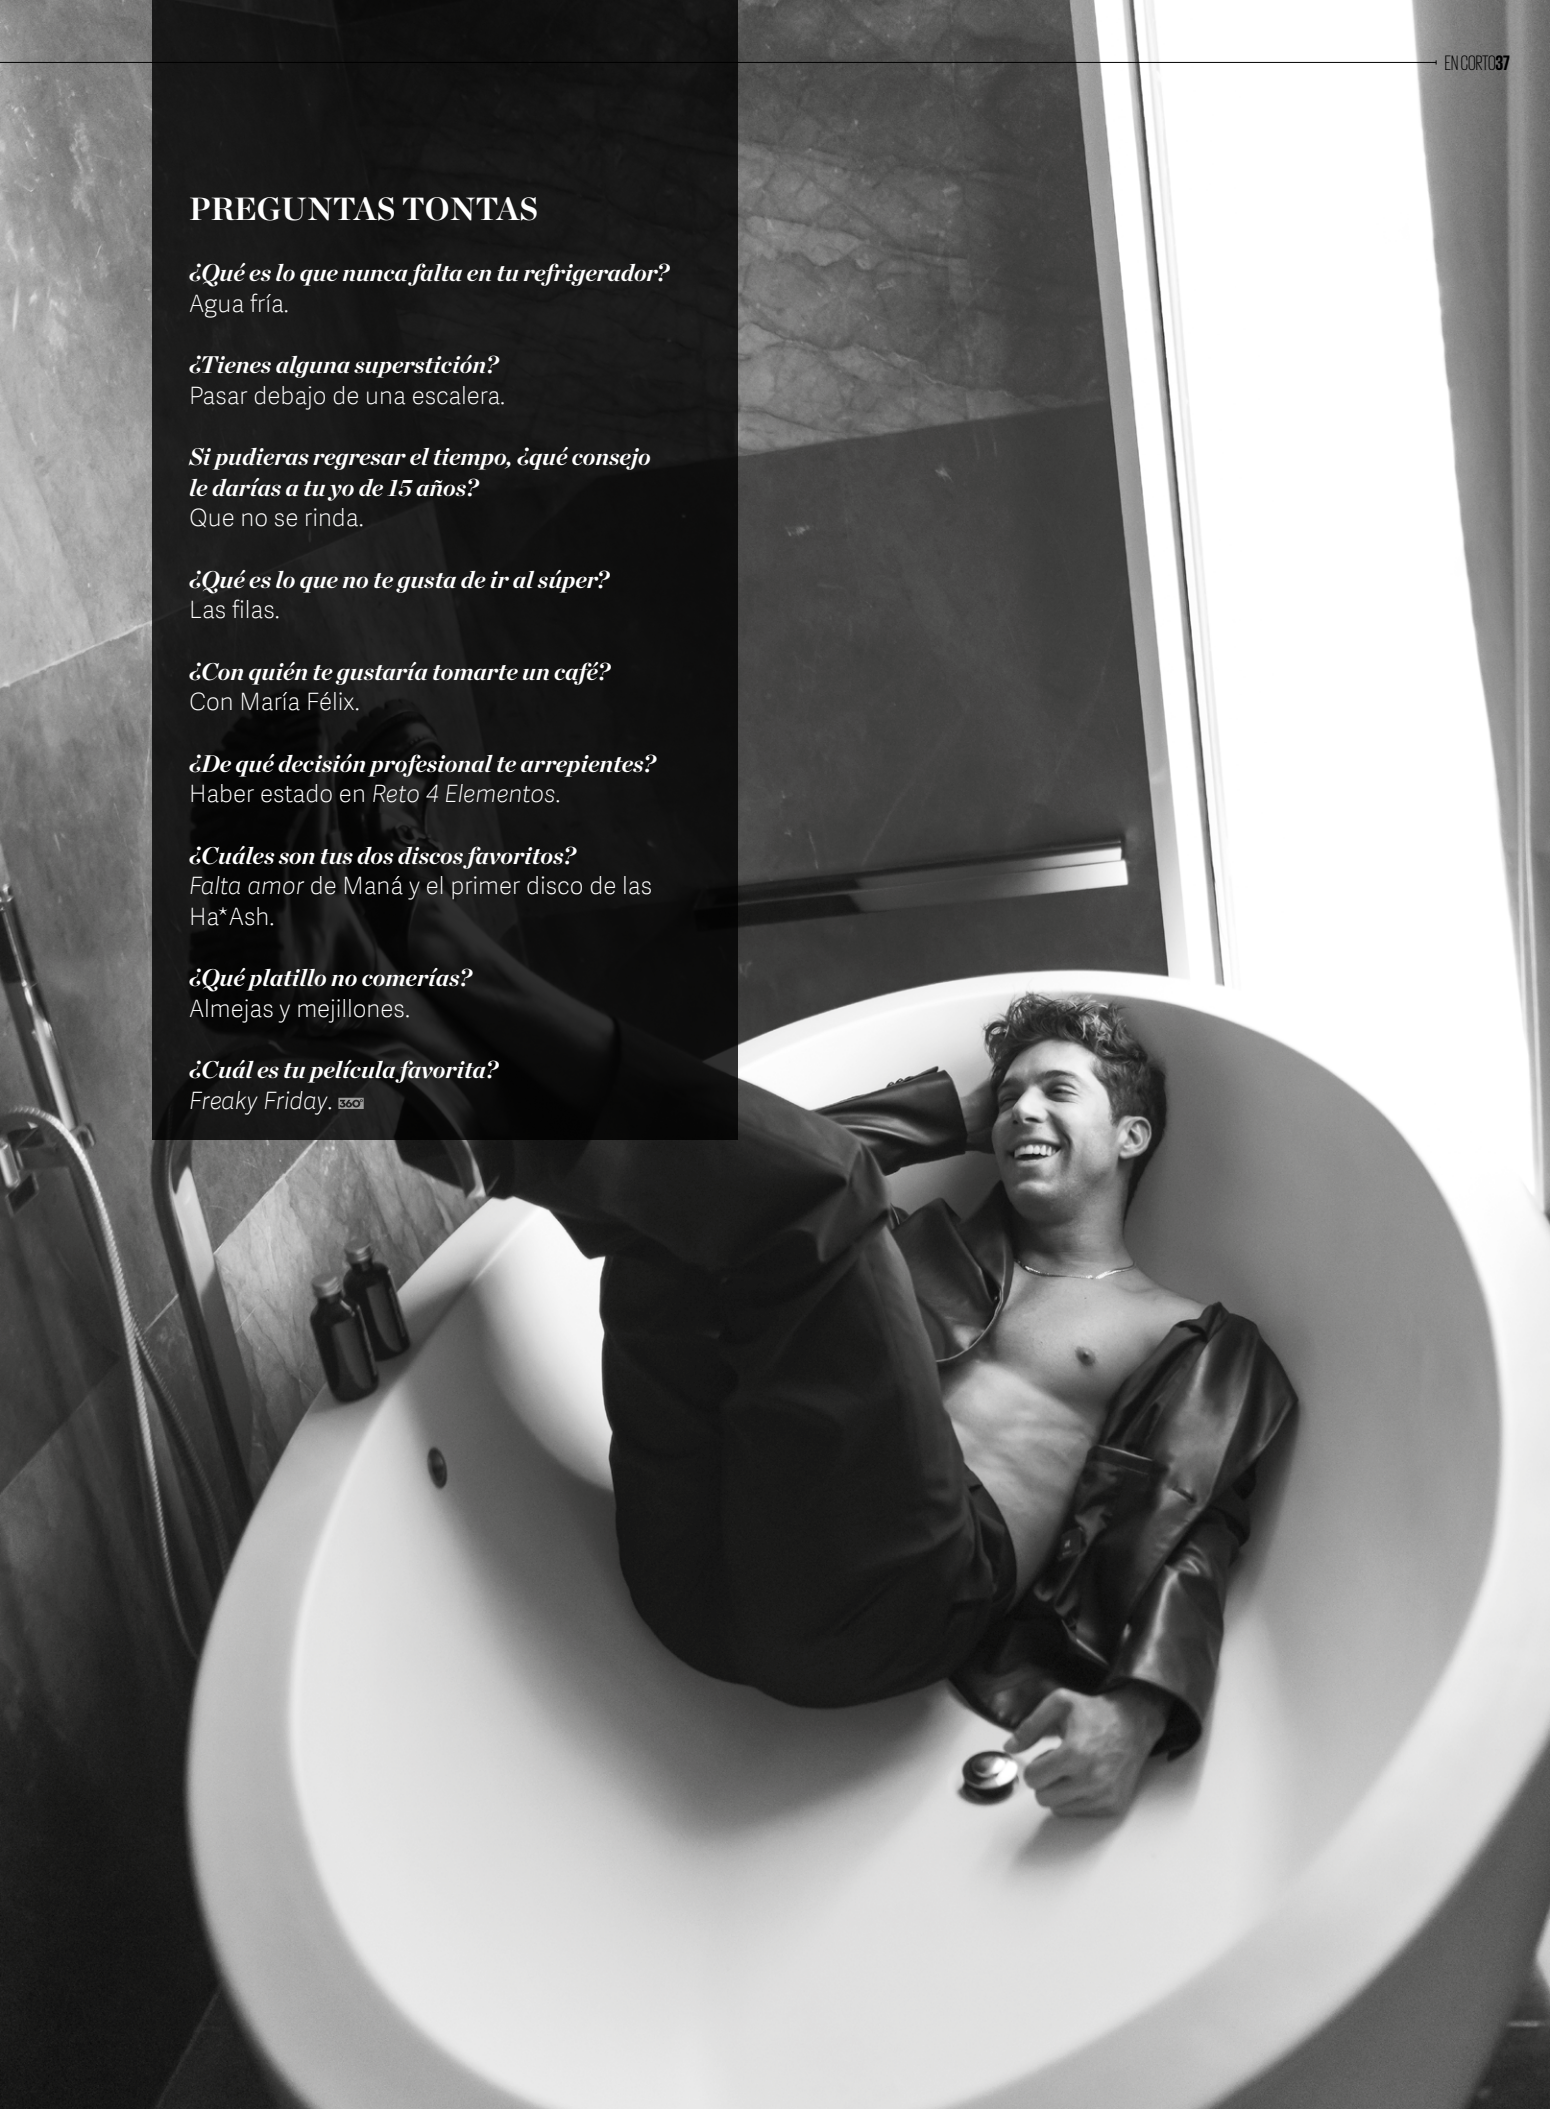 EN CORTO37
PREGUNTAS TONTAS
¿Qué es lo que nunca falta en tu refrigerador?
Agua fría.
¿Tienes alguna superstición?
Pasar debajo de una escalera.
Si pudieras regresar el tiempo, ¿qué consejo
le darías a tu yo de 15 años?
Que no se rinda.
¿Qué es lo que no te gusta de ir al súper?
Las filas.
¿Con quién te gustaría tomarte un café?
Con María Félix.
¿De qué decisión profesional te arrepientes?
Haber estado en Reto 4 Elementos.
¿Cuáles son tus dos discos favoritos?
Falta amor de Maná y el primer disco de las
Ha*Ash.
¿Qué platillo no comerías?
Almejas y mejillones.
¿Cuál es tu película favorita?
Freaky Friday. 360°